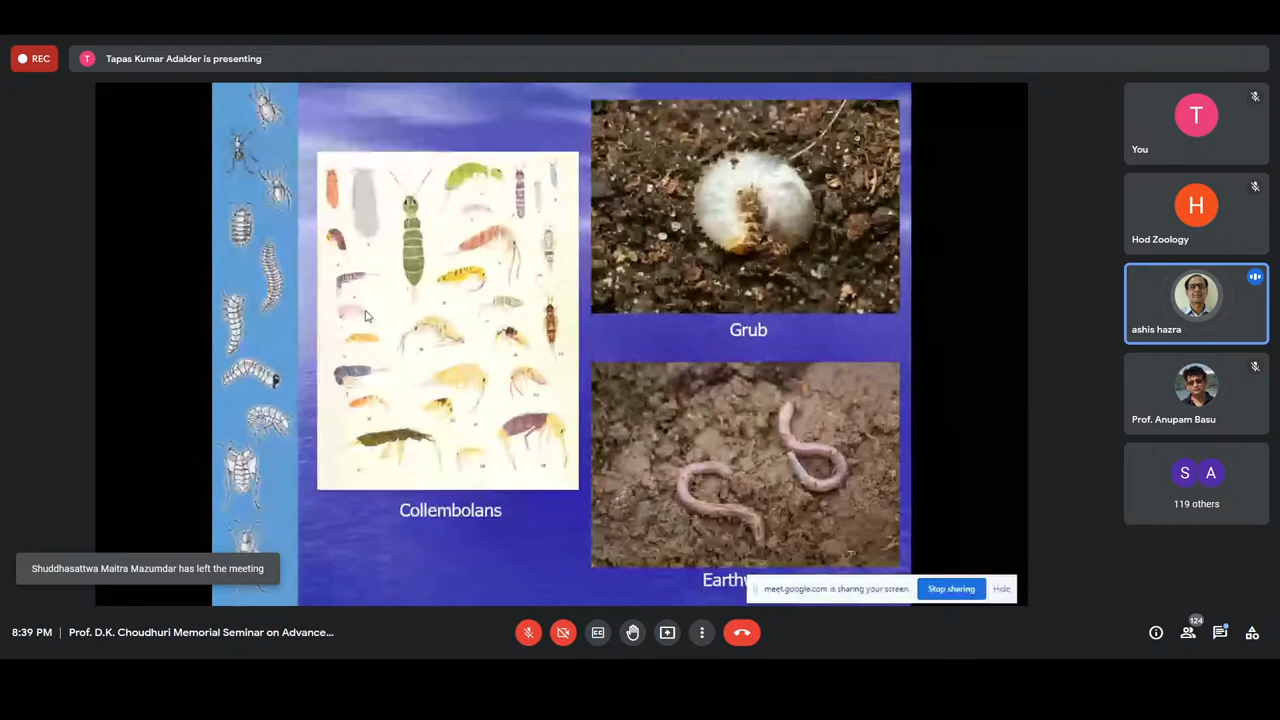 REC
T
Tapas Kumar Adalder is presenting
T
You
H
Hod Zoology
Grub
ashis hazra
Prof. Anupam Basu
Collembolans
S A
119 others
Shuddhasattwa Maitra Mazumdar has left the meeting
meet.google.com is sharing your screen.
Stop sharing
Hide
8:39 PM | Prof. D.K. Choudhuri Memorial Seminar on Advance...
124